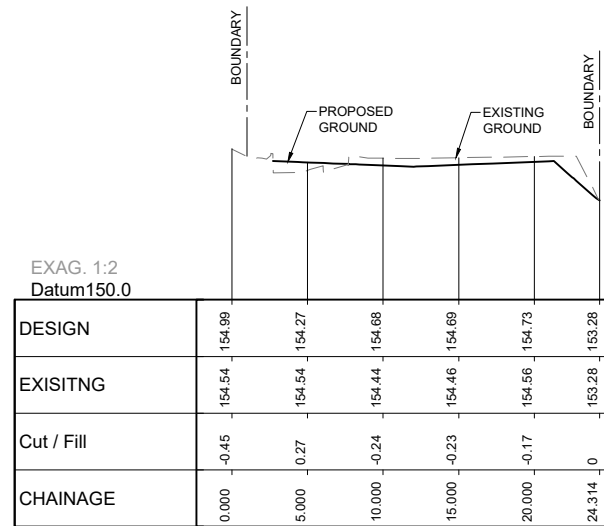 BOUNDARY
BOUNDARY
PROPOSED
GROUND
EXISTING
GROUND
EXAG. 1:2
Datum150.0
DESIGN 154.99 154.27 154.68 154.69 154.73 153.28
EXISITNG 154.54 154.54 154.44 154.46 154.56 153.28
Cut / Fill -0.45 0.27 -0.24 -0.23 -0.17 0
CHAINAGE 0.000 5.000 10.000 15.000 20.000 24.314